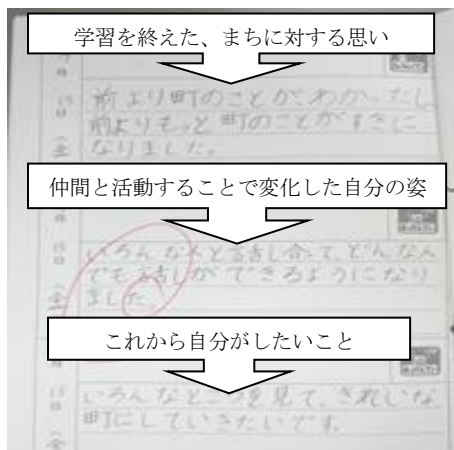 学習を終えた、まちに対する思い
前より町のことがわかったし
前よりもっと町のことがすきに
なりました。
仲間と活動することで変化した自分の姿
いろんな人と話し合って、どんな人
でも話しができるようになり
ました。
これから自分がしたいこと
いろんなところを見て、きれいな
町にしていきたいです。